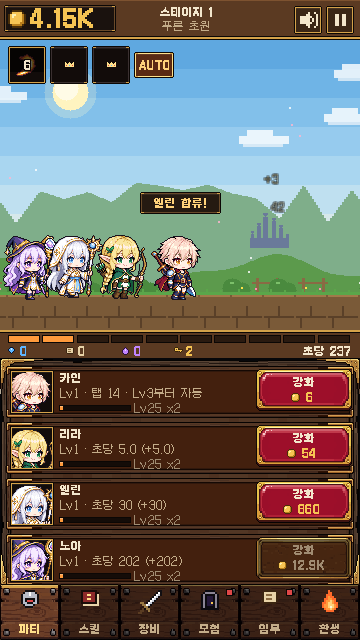 4.15K
스테이지 1
푸른 초원
6
AUTO
+3
42
엘린 합류!
0
0
0
2
초당 237
카인
Lv1 · 탭 14 · Lv3부터 자동
Lv25 x2
강화
6
리라
Lv1 · 초당 5.0 (+5.0)
Lv25 x2
강화
54
엘린
Lv1 · 초당 30 (+30)
Lv25 x2
강화
860
노아
Lv1 · 초당 202 (+202)
Lv25 x2
강화
12.9K
파티
스킬
장비
모험
임무
환생